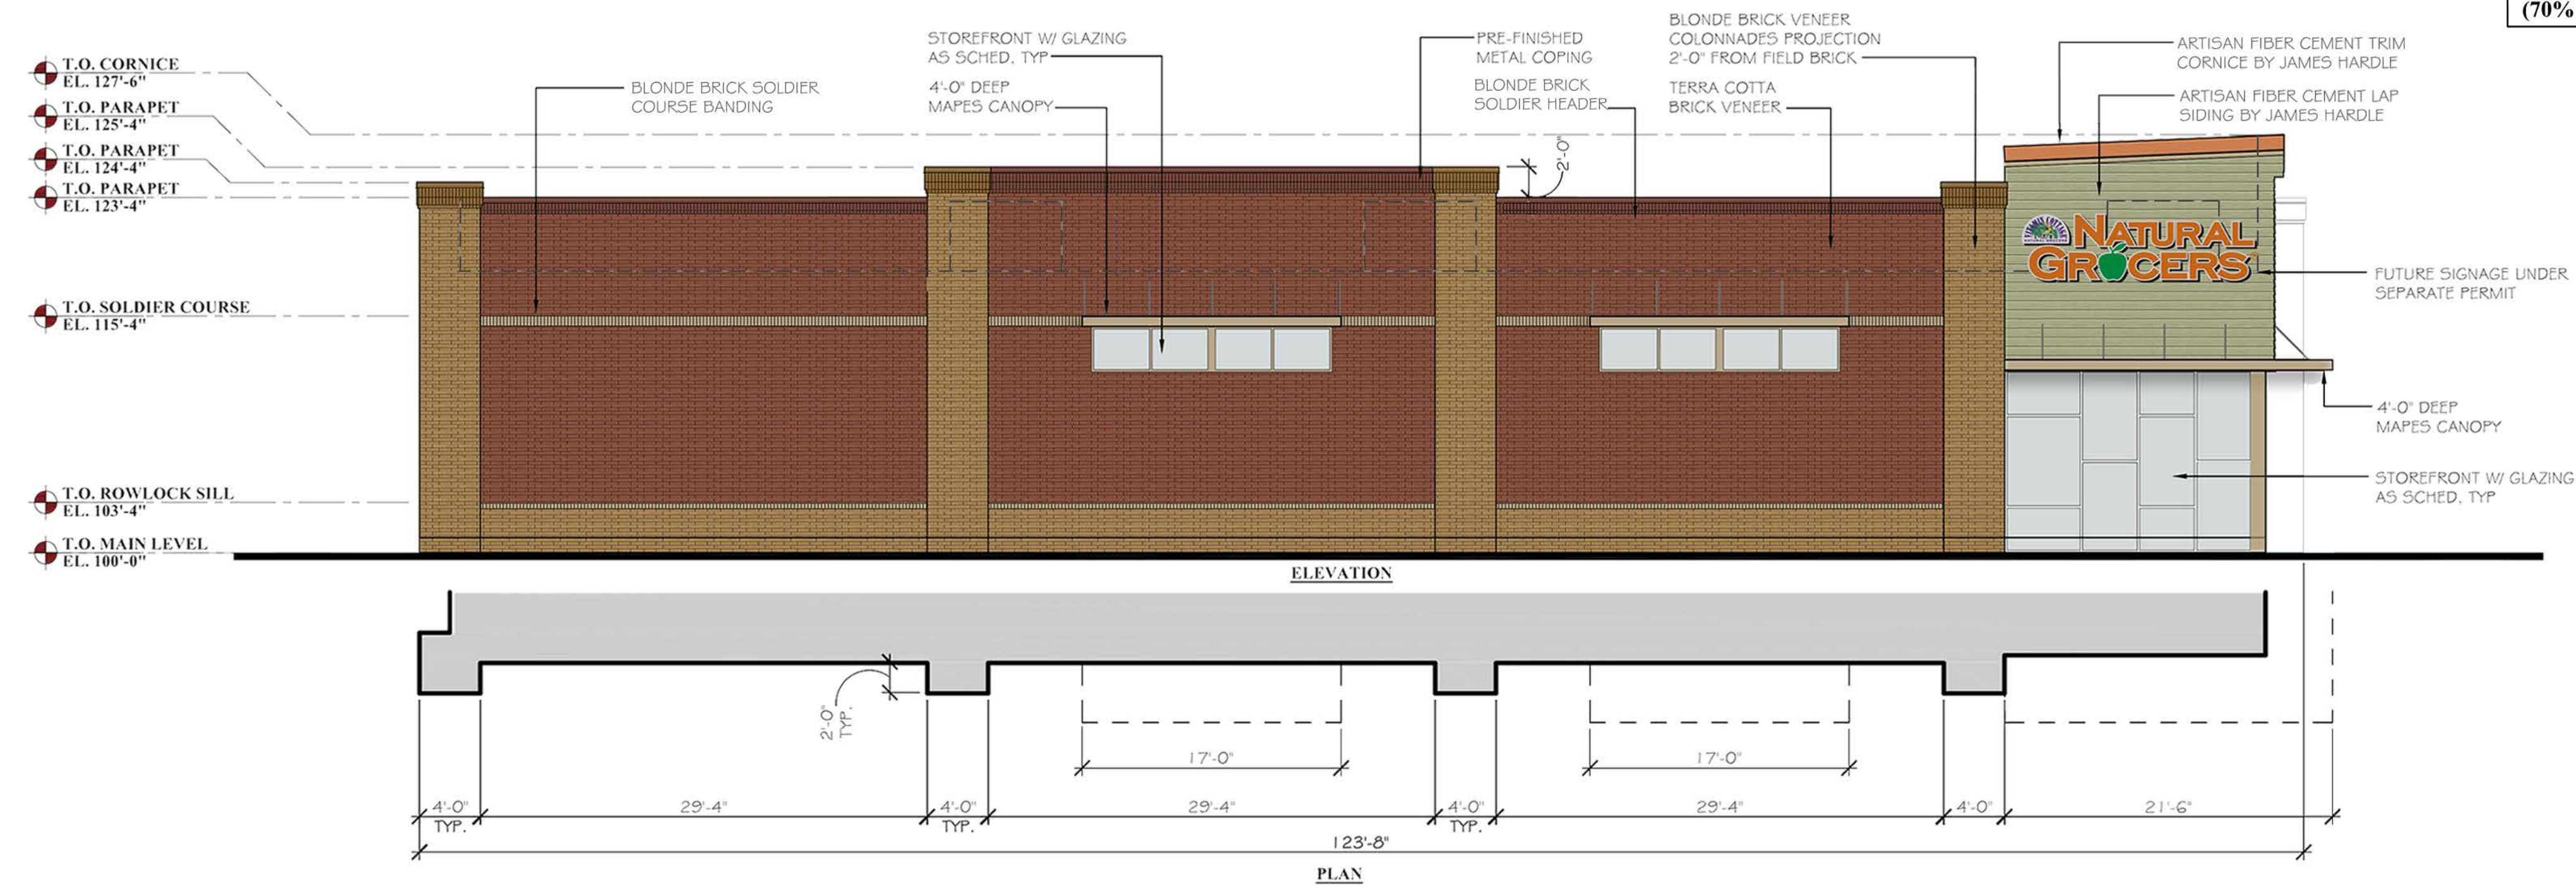 (70%
T.O. CORNICE
EL. 127'-6"
T.O. PARAPET
EL. 125'-4"
T.O. PARAPET
EL. 124'-4"
T.O. PARAPET
EL. 123'-4"
T.O. SOLDIER COURSE
EL. 115'-4"
T.O. ROWLOCK SILL
EL. 103'-4"
T.O. MAIN LEVEL
EL. 100'-0"
BLONDE BRICK SOLDIER
COURSE BANDING
STOREFRONT W/ GLAZING
AS SCHED, TYP
4'-0" DEEP
MAPES CANOPY
PRE-FINISHED
METAL COPING
BLONDE BRICK
SOLDIER HEADER
2'-0"
BLONDE BRICK VENEER
COLONNADES PROJECTION
2'-0" FROM FIELD BRICK
TERRA COTTA
BRICK VENEER
ARTISAN FIBER CEMENT TRIM
CORNICE BY JAMES HARDLE
ARTISAN FIBER CEMENT LAP
SIDING BY JAMES HARDLE
NATURAL
GROCERS
FUTURE SIGNAGE UNDER
SEPARATE PERMIT
4'-0" DEEP
MAPES CANOPY
STOREFRONT W/ GLAZING
AS SCHED, TYP
ELEVATION
2'-0"
TYP.
17'-0"
17'-0"
4'-0"
TYP.
29'-4"
4'-0"
TYP.
29'-4"
4'-0"
TYP.
29'-4"
4'-0"
21'-6"
123'-8"
PLAN